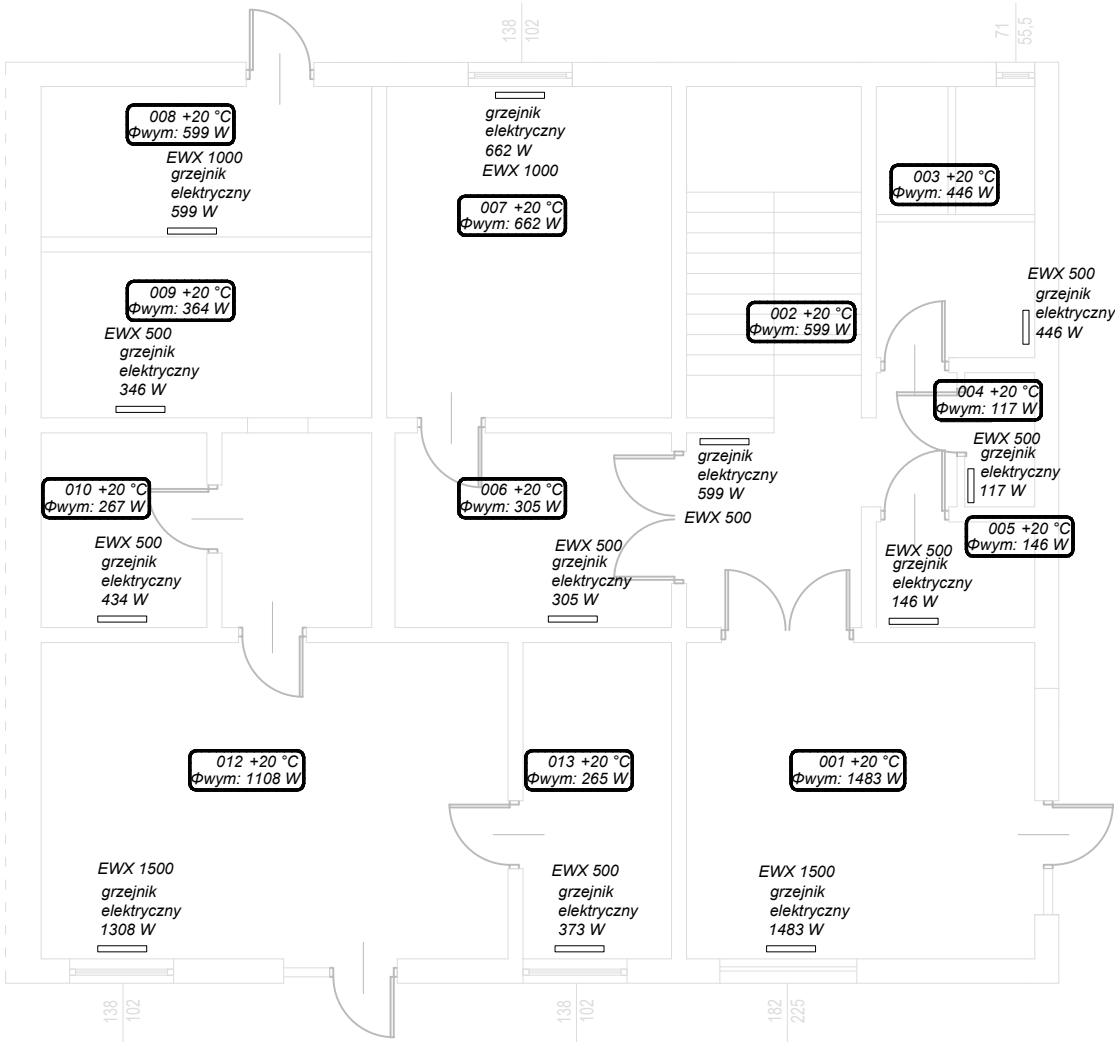 138
102
71
55,5
008 +20 °C
Φwym: 599 W
EWX 1000
grzejnik
elektryczny
599 W
grzejnik
elektryczny
662 W
EWX 1000
007 +20 °C
Φwym: 662 W
003 +20 °C
Φwym: 446 W
009 +20 °C
Φwym: 364 W
EWX 500
grzejnik
elektryczny
346 W
002 +20 °C
Φwym: 599 W
EWX 500
grzejnik
elektryczny
446 W
004 +20 °C
Φwym: 117 W
EWX 500
grzejnik
elektryczny
117 W
010 +20 °C
Φwym: 267 W
EWX 500
grzejnik
elektryczny
434 W
006 +20 °C
Φwym: 305 W
EWX 500
grzejnik
elektryczny
305 W
grzejnik
elektryczny
599 W
EWX 500
005 +20 °C
Φwym: 146 W
EWX 500
grzejnik
elektryczny
146 W
012 +20 °C
Φwym: 1108 W
013 +20 °C
Φwym: 265 W
001 +20 °C
Φwym: 1483 W
EWX 1500
grzejnik
elektryczny
1308 W
EWX 500
grzejnik
elektryczny
373 W
EWX 1500
grzejnik
elektryczny
1483 W
138
102
138
102
182
225